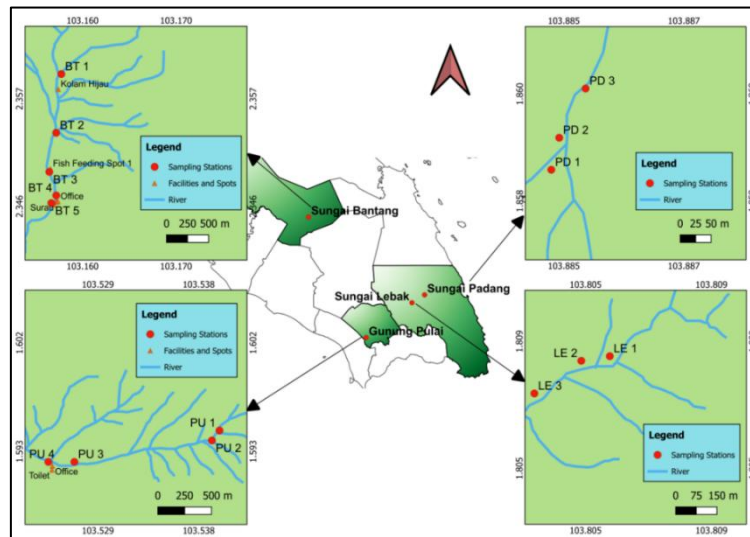 103.160 103.170
BT 1
Kolam Hijau
2.357
2.357
BT 2
Legend
Sampling Stations
Facilities and Spots
River
Fish Feeding Spot 1
BT 3
BT 4
Office
Surau
BT 5
2.346
2.346
0 250 500 m
103.160 103.170
103.885 103.887
PD 3
1.860
PD 2
PD 1
Legend
Sampling Stations
River
1.858
0 25 50 m
103.885 103.887
Sungai Bantang
Sungai Lebak
Sungai Padang
Gunung Pulai
103.529 103.538
Legend
Sampling Stations
Facilities and Spots
River
1.602
1.602
PU 1
PU 2
PU 4
PU 3
Toilet
Office
1.593
1.593
0 250 500 m
103.529 103.538
103.805 103.809
1.809
LE 2
LE 1
LE 3
Legend
Sampling Stations
River
1.805
0 75 150 m
103.805 103.809